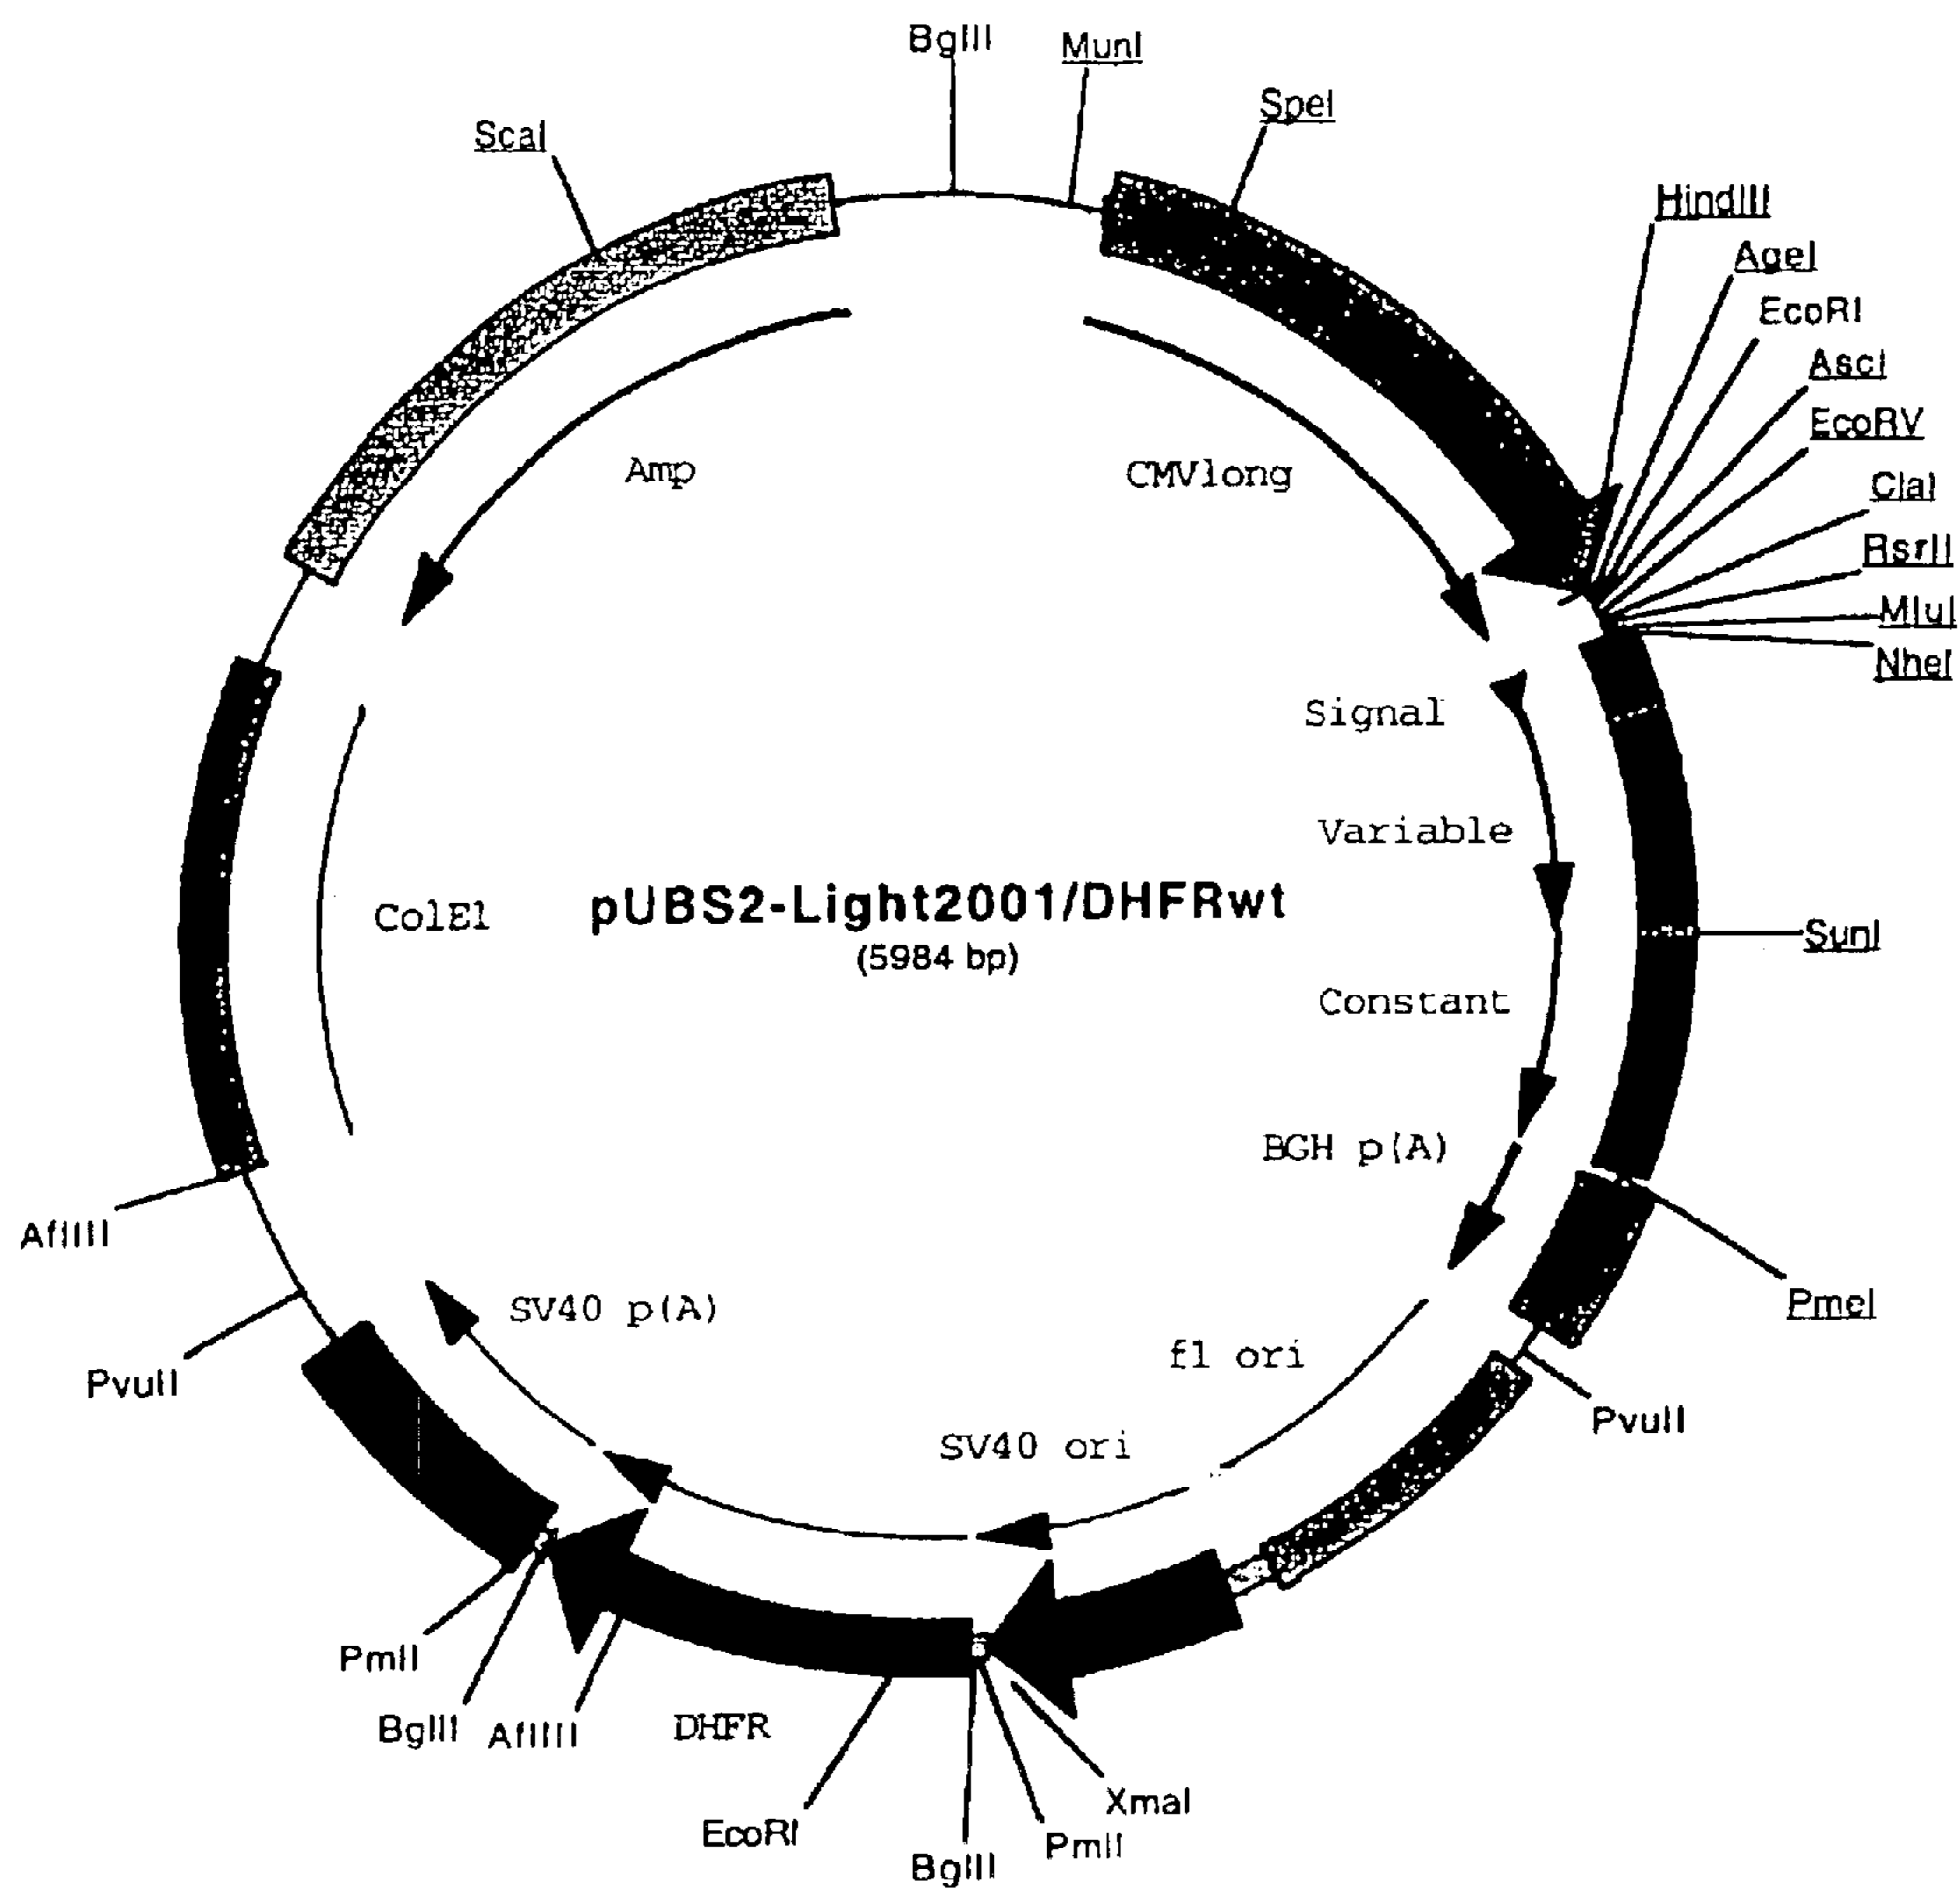 BglII
MunI
SpeI
ScaI
HindIII
AgeI
EcoRI
AscI
EcoRV
ClaI
RsrII
MluI
NheI
Amp
CMVlong
Signal
Variable
pUBS2-Light2001/DHFRwt
(5984 bp)
ColE1
SunI
Constant
BGH p(A)
AflIII
PmeI
SV40 p(A)
f1 ori
PvuII
PvuII
SV40 ori
PmlI
BglII
AflIII
DHFR
EcoRI
BglII
PmlI
XmaI